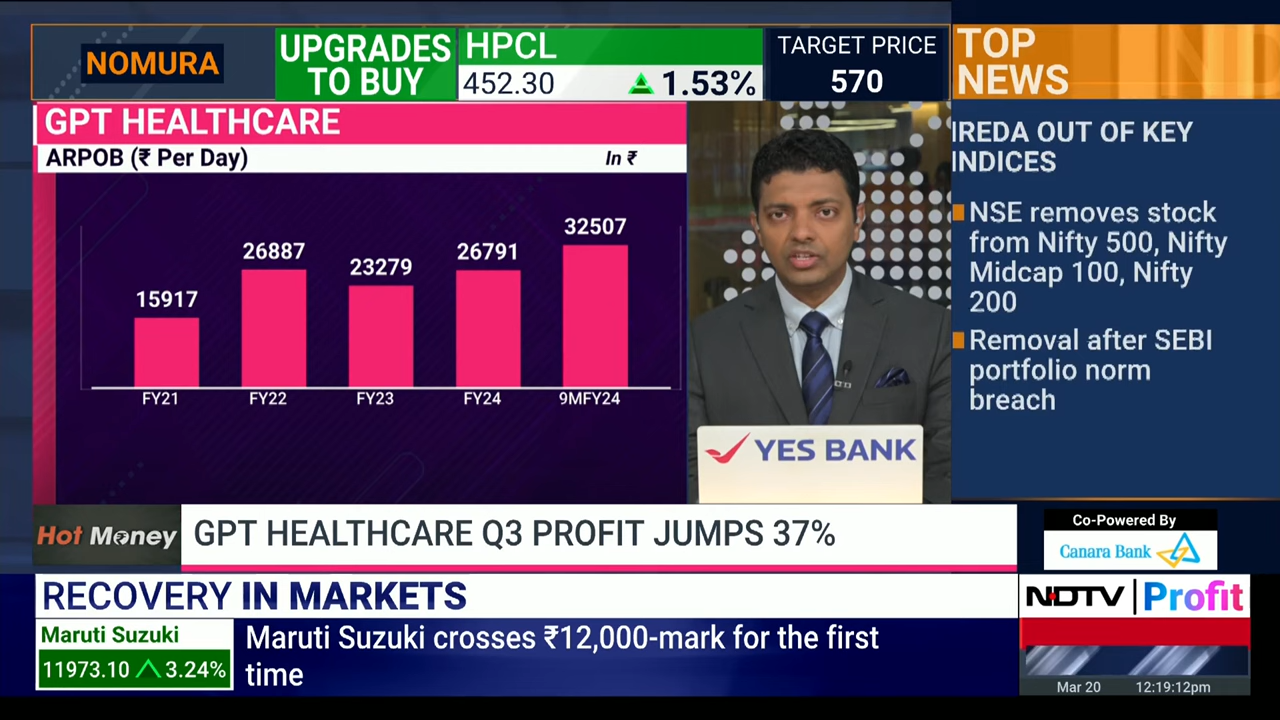 NOMURA
UPGRADES
TO BUY
HPCL
452.30
1.53%
TARGET PRICE
570
TOP
NEWS
GPT HEALTHCARE
ARPOB (₹ Per Day)
In ₹
15917
26887
23279
26791
32507
FY21
FY22
FY23
FY24
9MFY24
YES BANK
IREDA OUT OF KEY
INDICES
NSE removes stock
from Nifty 500, Nifty
Midcap 100, Nifty
200
Removal after SEBI
portfolio norm
breach
Hot Money
GPT HEALTHCARE Q3 PROFIT JUMPS 37%
Co-Powered By
Canara Bank
RECOVERY IN MARKETS
NDTV Profit
Maruti Suzuki
11973.10 3.24%
Maruti Suzuki crosses ₹12,000-mark for the first
time
Mar 20 12:19:12pm